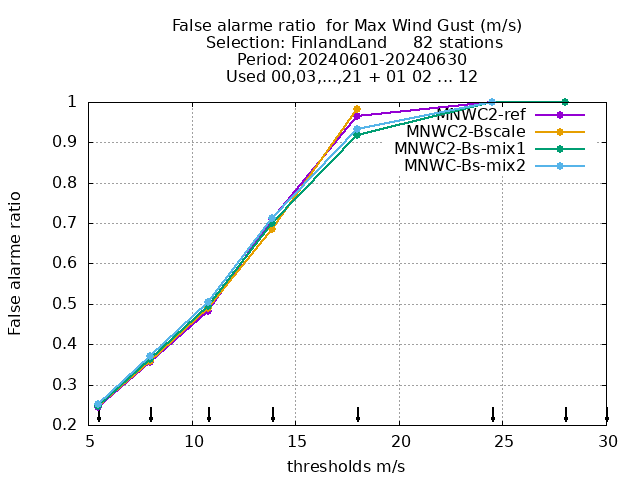 False alarme ratio  for Max Wind Gust (m/s)
Selection: FinlandLand     82 stations
Period: 20240601-20240630
Used 00,03,...,21 + 01 02 ... 12
MNWC2-ref
MNWC2-Bscale
MNWC2-Bs-mix1
MNWC-Bs-mix2
False alarme ratio
1
0.9
0.8
0.7
0.6
0.5
0.4
0.3
0.2
5 10 15 20 25 30
thresholds m/s